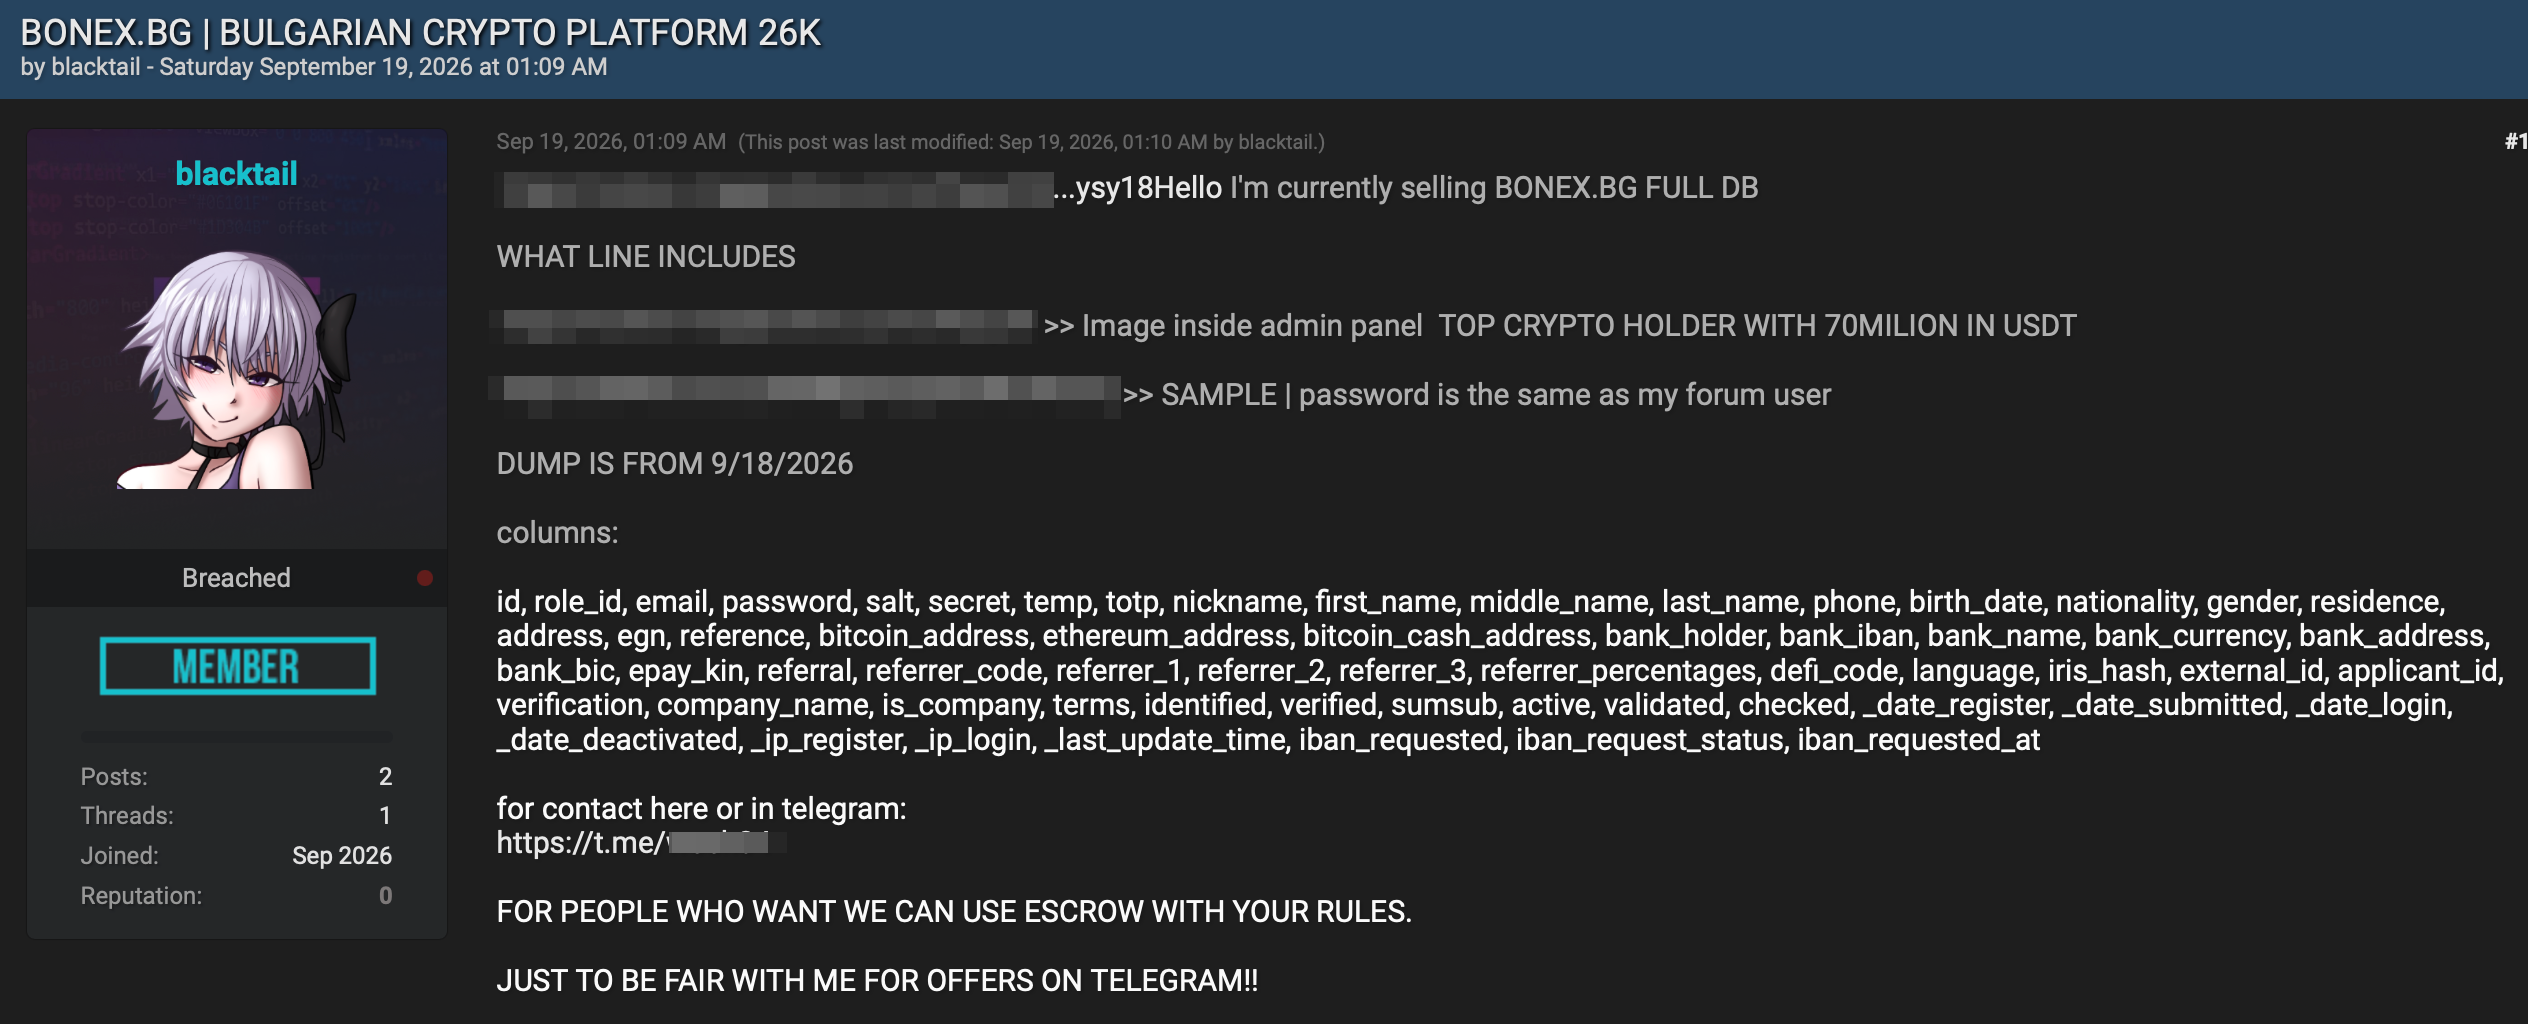 BONEX.BG | BULGARIAN CRYPTO PLATFORM 26K
by blacktail - Saturday September 19, 2026 at 01:09 AM
blacktail
Breached
MEMBER
Posts: 2
Threads: 1
Joined: Sep 2026
Reputation: 0
Sep 19, 2026, 01:09 AM (This post was last modified: Sep 19, 2026, 01:10 AM by blacktail.)
#1
...ysy18Hello I'm currently selling BONEX.BG FULL DB
WHAT LINE INCLUDES
>> Image inside admin panel TOP CRYPTO HOLDER WITH 70MILION IN USDT
>> SAMPLE | password is the same as my forum user
DUMP IS FROM 9/18/2026
columns:
id, role_id, email, password, salt, secret, temp, totp, nickname, first_name, middle_name, last_name, phone, birth_date, nationality, gender, residence,
address, egn, reference, bitcoin_address, ethereum_address, bitcoin_cash_address, bank_holder, bank_iban, bank_name, bank_currency, bank_address,
bank_bic, epay_kin, referral, referrer_code, referrer_1, referrer_2, referrer_3, referrer_percentages, defi_code, language, iris_hash, external_id, applicant_id,
verification, company_name, is_company, terms, identified, verified, sumsub, active, validated, checked, _date_register, _date_submitted, _date_login,
_date_deactivated, _ip_register, _ip_login, _last_update_time, iban_requested, iban_request_status, iban_requested_at
for contact here or in telegram:
https://t.me/
FOR PEOPLE WHO WANT WE CAN USE ESCROW WITH YOUR RULES.
JUST TO BE FAIR WITH ME FOR OFFERS ON TELEGRAM!!